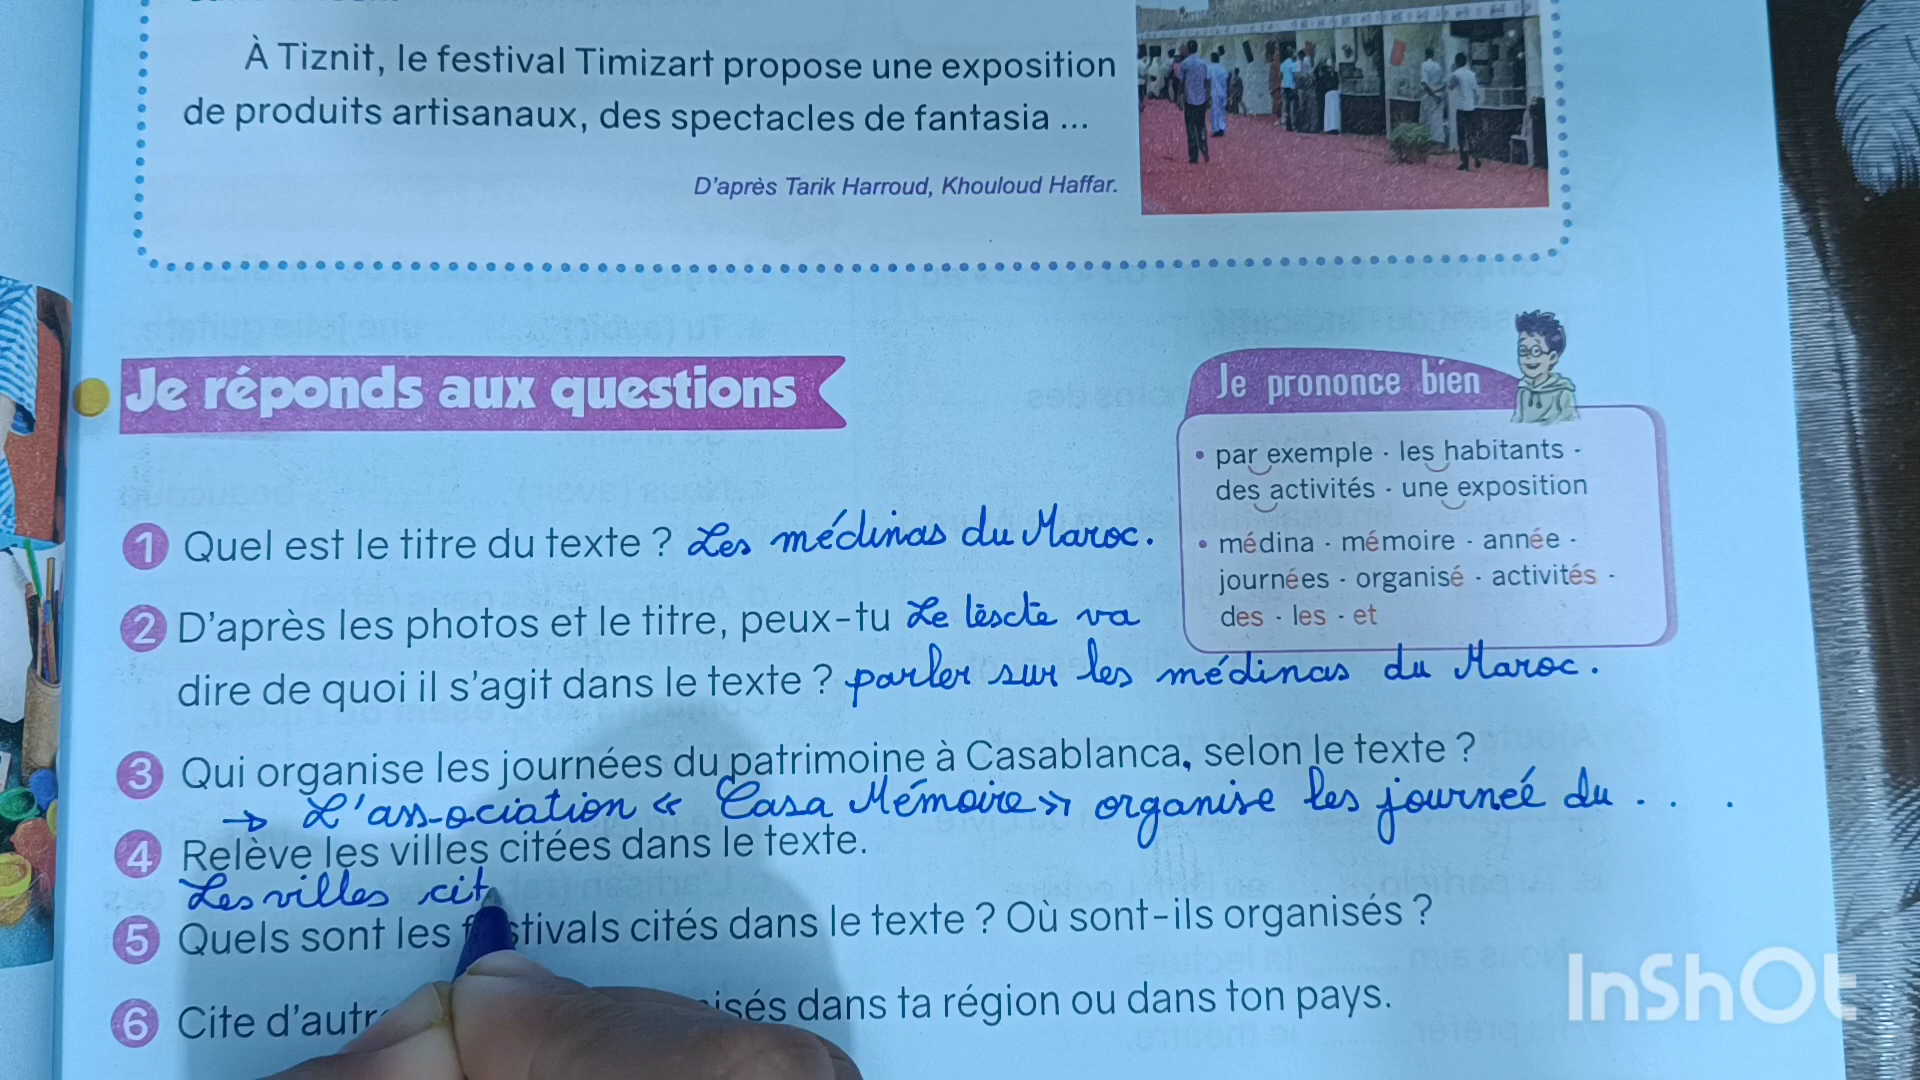 À Tiznit, le festival Timizart propose une exposition
de produits artisanaux, des spectacles de fantasia ...
D'après Tarik Harroud, Khouloud Haffar.
Je réponds aux questions
Je prononce bien
• par exemple - les habitants -
des activités - une exposition
• médina - mémoire - année -
journées - organisé - activités -
des - les - et
1 Quel est le titre du texte ? Les médinas du Maroc.
2 D'après les photos et le titre, peux-tu Le texcte va
dire de quoi il s'agit dans le texte ? parler sur les médinas du Maroc.
3 Qui organise les journées du patrimoine à Casablanca, selon le texte ?
→ L'association « Casa Mémoire » organise les journeé du . . .
4 Relève les villes citées dans le texte.
Les villes cit
5 Quels sont les festivals cités dans le texte ? Où sont-ils organisés ?
6 Cite d'autr isés dans ta région ou dans ton pays.
InShOt